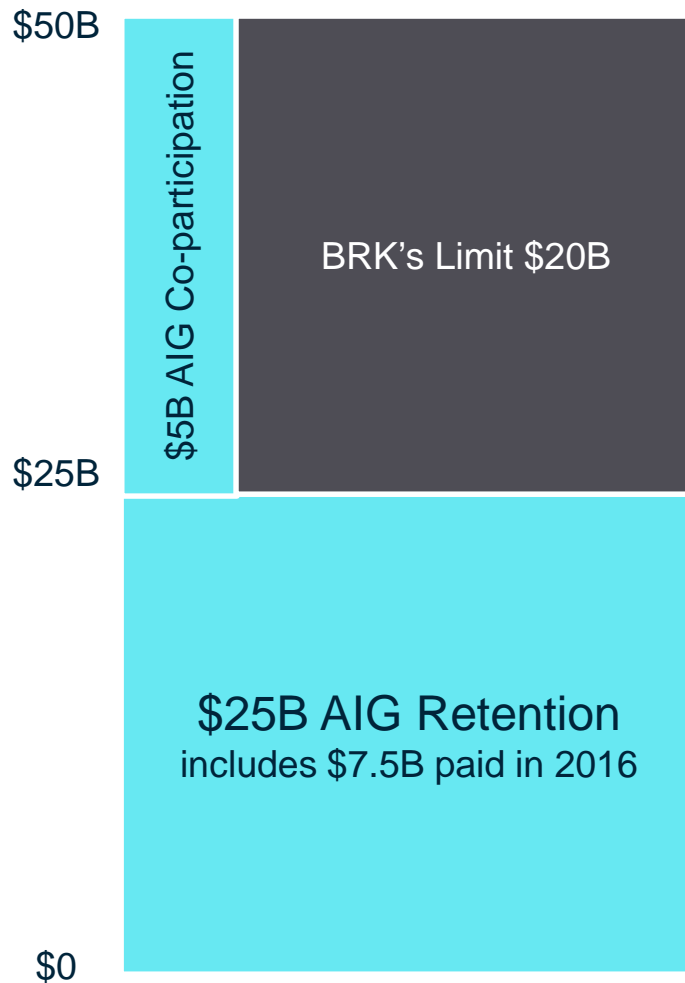 $50B
$5B AIG Co-participation
BRK’s Limit $20B
$25B
$25B AIG Retention
includes $7.5B paid in 2016
$0